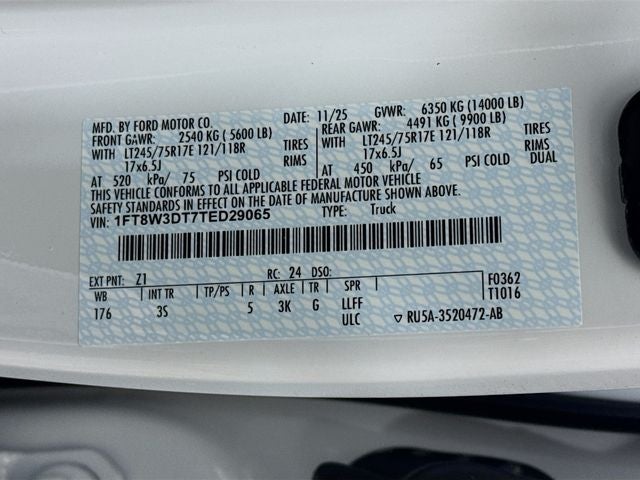 MFD. BY FORD MOTOR CO. DATE: 11/25 GVWR: 6350 KG (14000 LB)
FRONT GAWR: 2540 KG (5600 LB) REAR GAWR: 4491 KG (9900 LB)
WITH LT245/75R17E 121/118R TIRES WITH LT245/75R17E 121/118R TIRES
17x6.5J RIMS 17x6.5J RIMS
AT 520 kPa/ 75 PSI COLD AT 450 kPa/ 65 PSI COLD DUAL
THIS VEHICLE CONFORMS TO ALL APPLICABLE FEDERAL MOTOR VEHICLE
SAFETY STANDARDS IN EFFECT ON THE DATE OF MANUFACTURE SHOWN ABOVE.
VIN: 1FT8W3DT7TED29065 TYPE: Truck
EXT PNT: Z1 RC: 24 DSO:
WB INT TR TP/PS R AXLE TR SPR F0362
176 3S 5 3K G LLFF T1016
ULC ▽ RU5A-3520472-AB